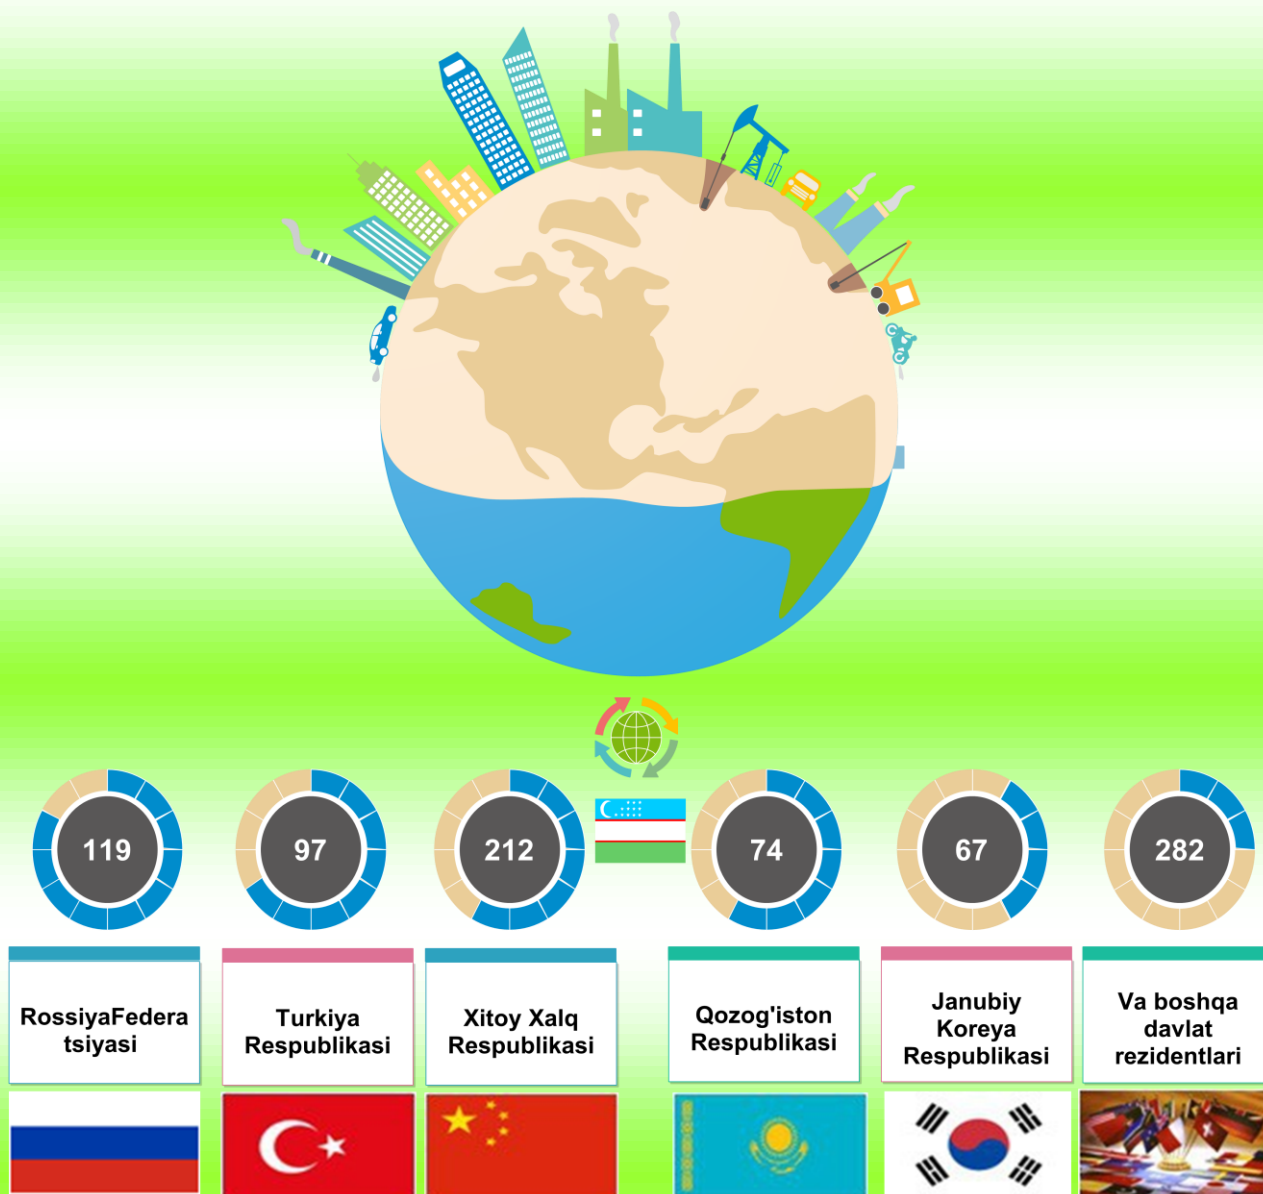 119
97
212
74
67
282
RossiyaFedera
tsiyasi
Turkiya
Respublikasi
Xitoy Xalq
Respublikasi
Qozog'iston
Respublikasi
Janubiy
Koreya
Respublikasi
Va boshqa
davlat
rezidentlari